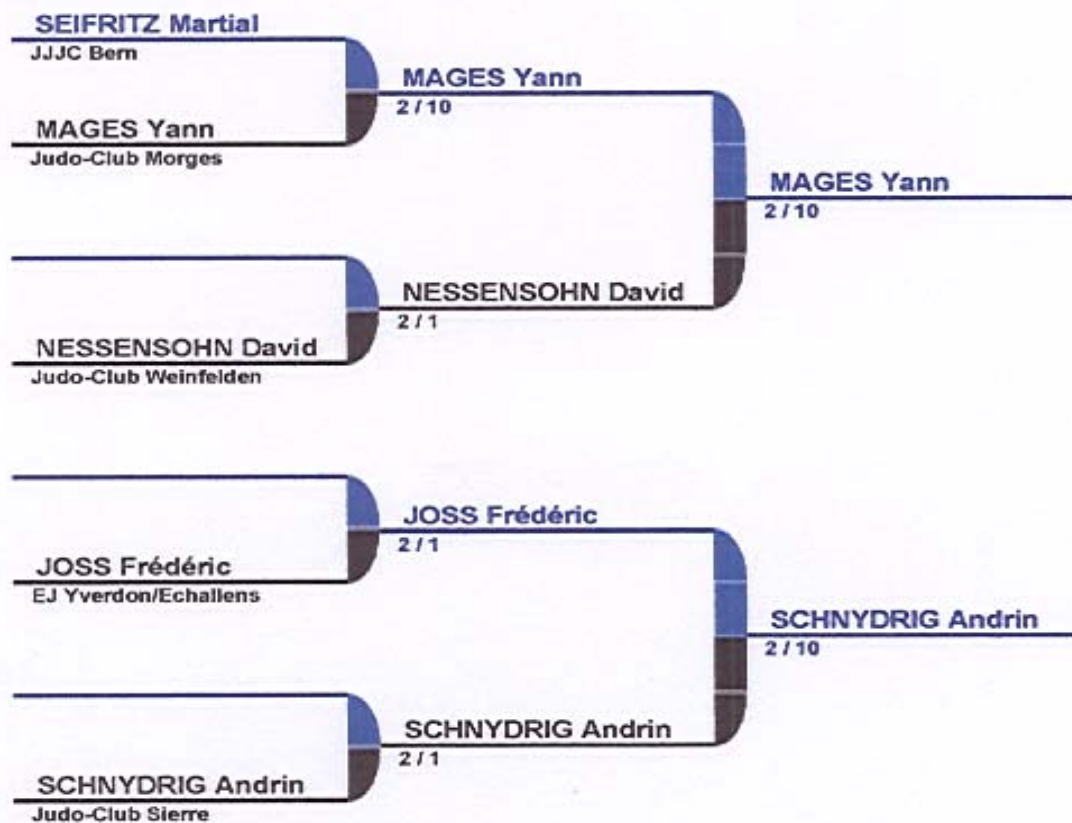 SEIFRITZ Martial
JJJC Bern
MAGES Yann
Judo-Club Morges
MAGES Yann
2 / 10
NESSENSOHN David
Judo-Club Weinfelden
NESSENSOHN David
2 / 1
MAGES Yann
2 / 10
JOSS Frédéric
EJ Yverdon/Echallens
JOSS Frédéric
2 / 1
SCHNYDRIG Andrin
Judo-Club Sierre
SCHNYDRIG Andrin
2 / 1
SCHNYDRIG Andrin
2 / 10